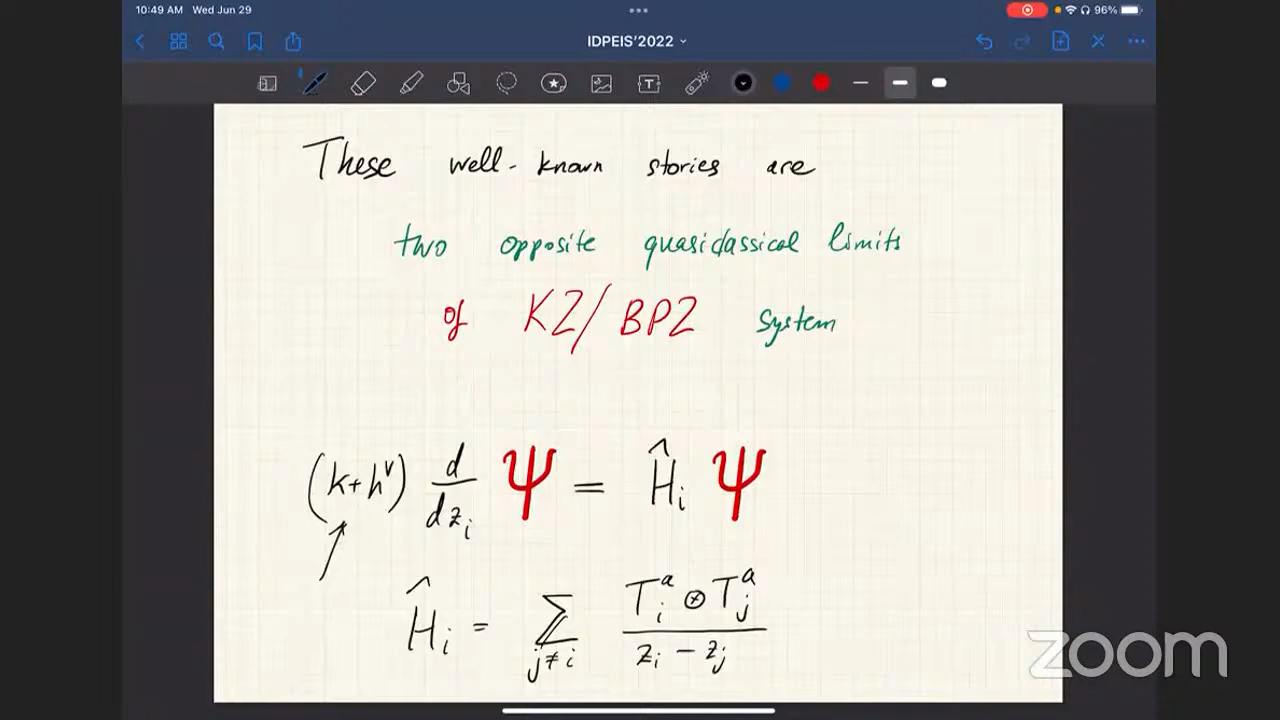 10:49 AM Wed Jun 29
96%
IDPEIS'2022
These well-known stories are
two opposite quasiclassical limits
of KZ/BPZ system
(k+h^∨) d/dz_i Ψ = Ĥ_i Ψ
Ĥ_i = ∑_{j≠i} T_i^a ⊗ T_j^a / z_i − z_j
zoom